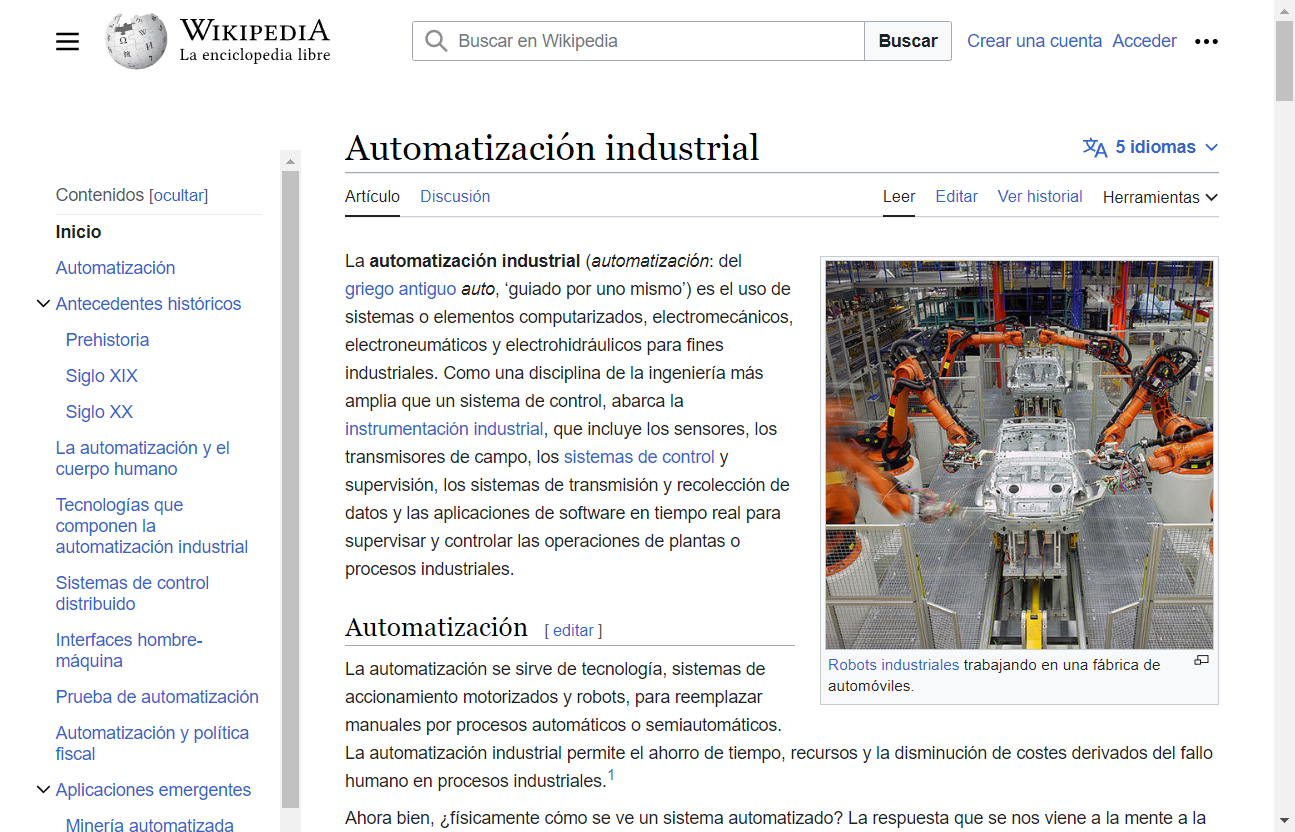 WIKIPEDIA
La enciclopedia libre
Buscar en Wikipedia
Buscar
Crear una cuenta Acceder
Automatización industrial
5 idiomas
Artículo Discusión
Leer Editar Ver historial Herramientas
Contenidos [ocultar]
Inicio
Automatización
Antecedentes históricos
Prehistoria
Siglo XIX
Siglo XX
La automatización y el
cuerpo humano
Tecnologías que
componen la
automatización industrial
Sistemas de control
distribuido
Interfaces hombre-
máquina
Prueba de automatización
Automatización y política
fiscal
Aplicaciones emergentes
Minería automatizada
La automatización industrial (automatización: del
griego antiguo auto, ‘guiado por uno mismo’) es el uso de
sistemas o elementos computarizados, electromecánicos,
electroneumáticos y electrohidráulicos para fines
industriales. Como una disciplina de la ingeniería más
amplia que un sistema de control, abarca la
instrumentación industrial, que incluye los sensores, los
transmisores de campo, los sistemas de control y
supervisión, los sistemas de transmisión y recolección de
datos y las aplicaciones de software en tiempo real para
supervisar y controlar las operaciones de plantas o
procesos industriales.
Robots industriales trabajando en una fábrica de
automóviles.
Automatización [ editar ]
La automatización se sirve de tecnología, sistemas de
accionamiento motorizados y robots, para reemplazar
manuales por procesos automáticos o semiautomáticos.
La automatización industrial permite el ahorro de tiempo, recursos y la disminución de costes derivados del fallo
humano en procesos industriales.1
Ahora bien, ¿físicamente cómo se ve un sistema automatizado? La respuesta que se nos viene a la mente a la